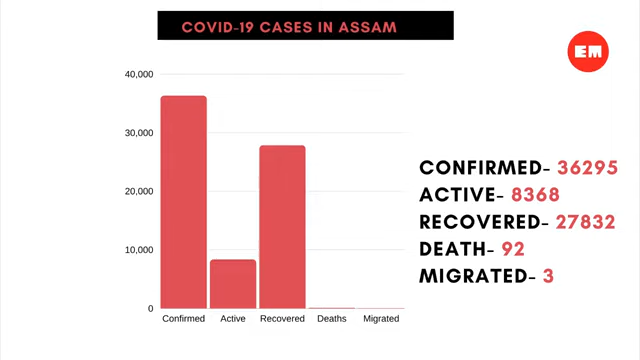 COVID-19 CASES IN ASSAM
EM
40,000
30,000
20,000
10,000
0
Confirmed Active Recovered Deaths Migrated
CONFIRMED- 36295
ACTIVE- 8368
RECOVERED- 27832
DEATH- 92
MIGRATED- 3